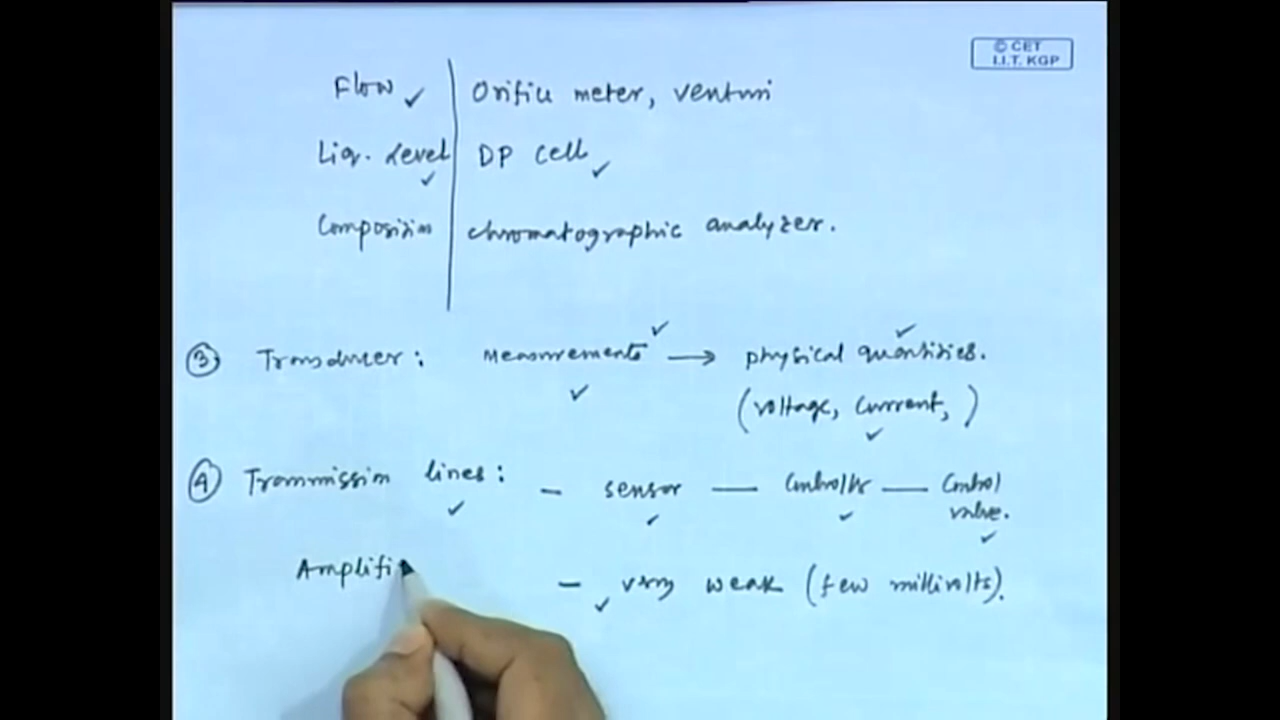 © CET
I.I.T. KGP
Flow ✓ | Orifice meter, venturi
Liq. Level ✓ | DP cell ✓
Composition | chromatographic analyzer.
③ Transducer : Measurements ✓ → physical quantities. ✓
(voltage, current, )
④ Transmission lines : – sensor — Controller — Control
valve.
Amplifi – very weak (few millivolts).